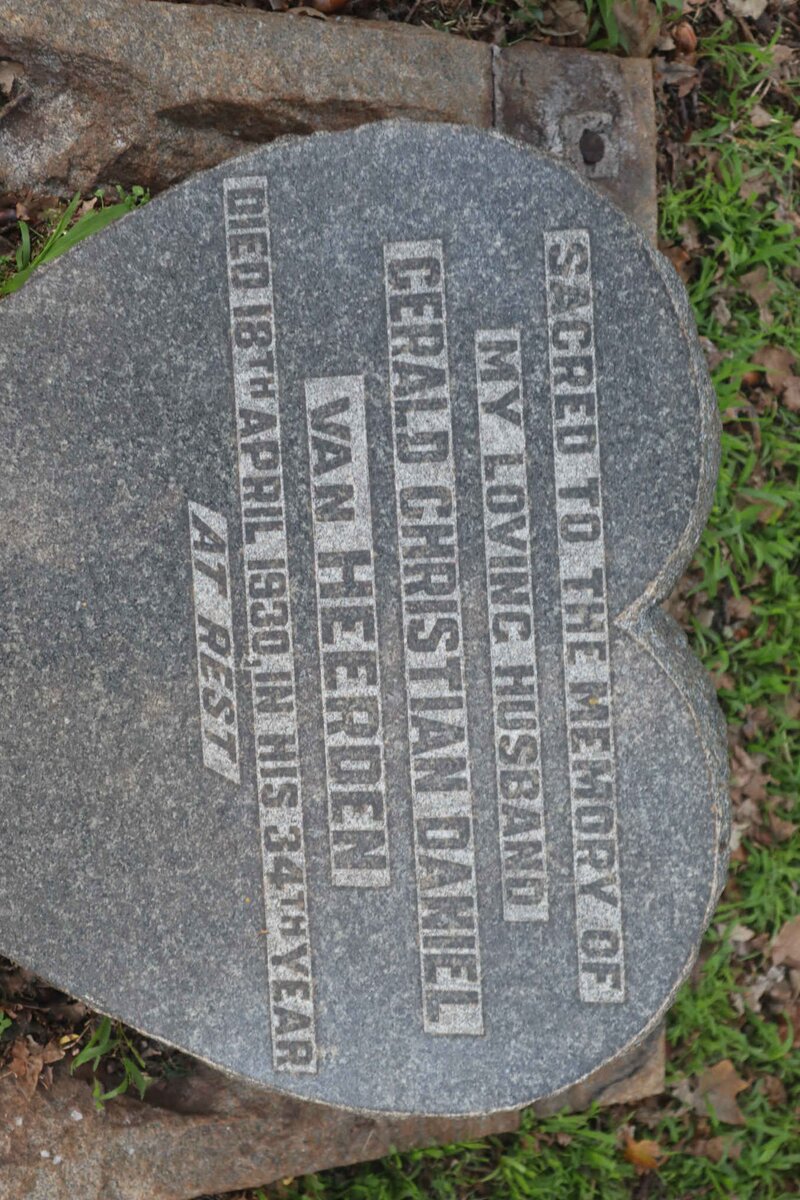 SACRED TO THE MEMORY OF
MY LOVING HUSBAND
GERALD CHRISTIAN DANIEL
VAN HEERDEN
DIED 18TH APRIL 1930, IN HIS 34TH YEAR
AT REST